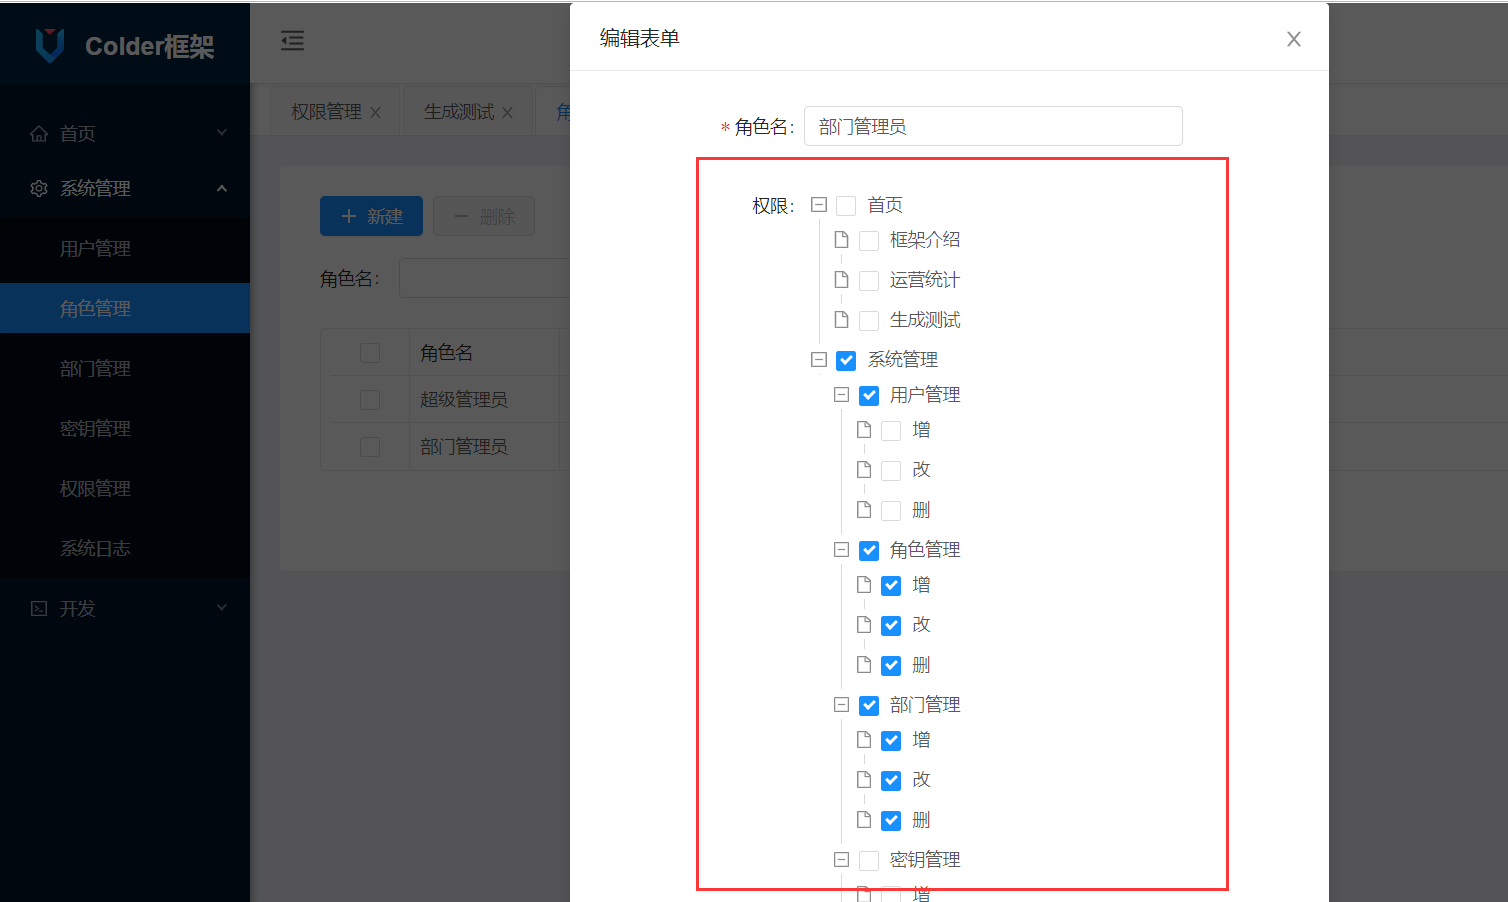 Colder框架
首页
系统管理
用户管理
角色管理
部门管理
密钥管理
权限管理
系统日志
开发
权限管理
生成测试
角
新建
删除
角色名:
角色名
超级管理员
部门管理员
编辑表单
* 角色名: 部门管理员
权限: 首页
框架介绍
运营统计
生成测试
系统管理
用户管理
增
改
删
角色管理
增
改
删
部门管理
增
改
删
密钥管理
增